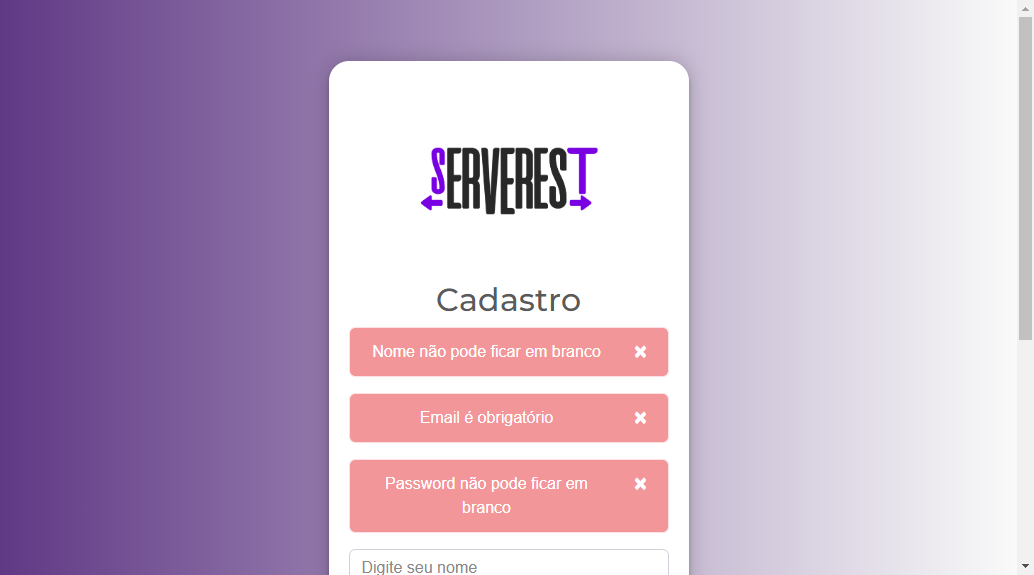 SERVEREST
Cadastro
Nome não pode ficar em branco
Email é obrigatório
Password não pode ficar em
branco
Digite seu nome